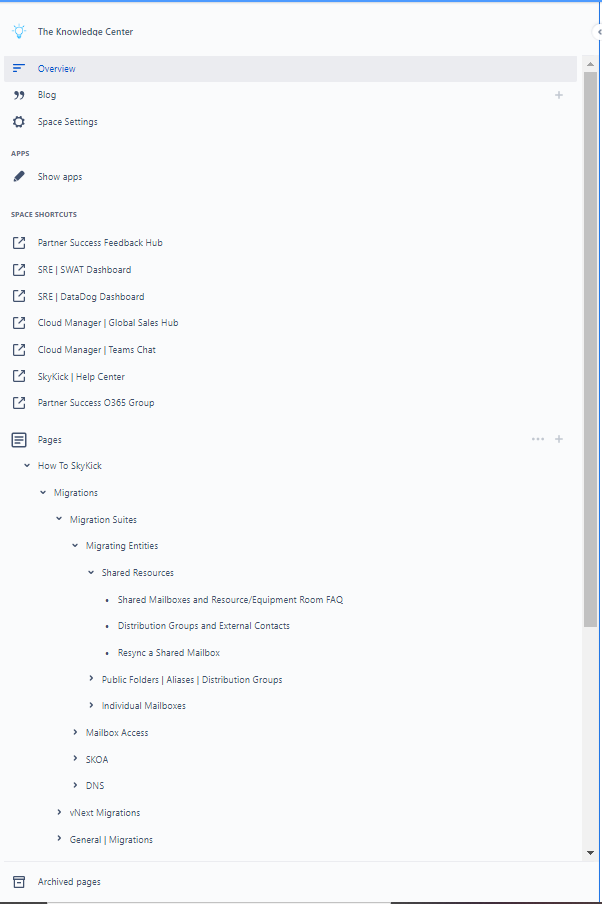 The Knowledge Center
Overview
Blog
Space Settings
APPS
Show apps
SPACE SHORTCUTS
Partner Success Feedback Hub
SRE | SWAT Dashboard
SRE | DataDog Dashboard
Cloud Manager | Global Sales Hub
Cloud Manager | Teams Chat
SkyKick | Help Center
Partner Success O365 Group
Pages
How To SkyKick
Migrations
Migration Suites
Migrating Entities
Shared Resources
Shared Mailboxes and Resource/Equipment Room FAQ
Distribution Groups and External Contacts
Resync a Shared Mailbox
Public Folders | Aliases | Distribution Groups
Individual Mailboxes
Mailbox Access
SKOA
DNS
vNext Migrations
General | Migrations
Archived pages